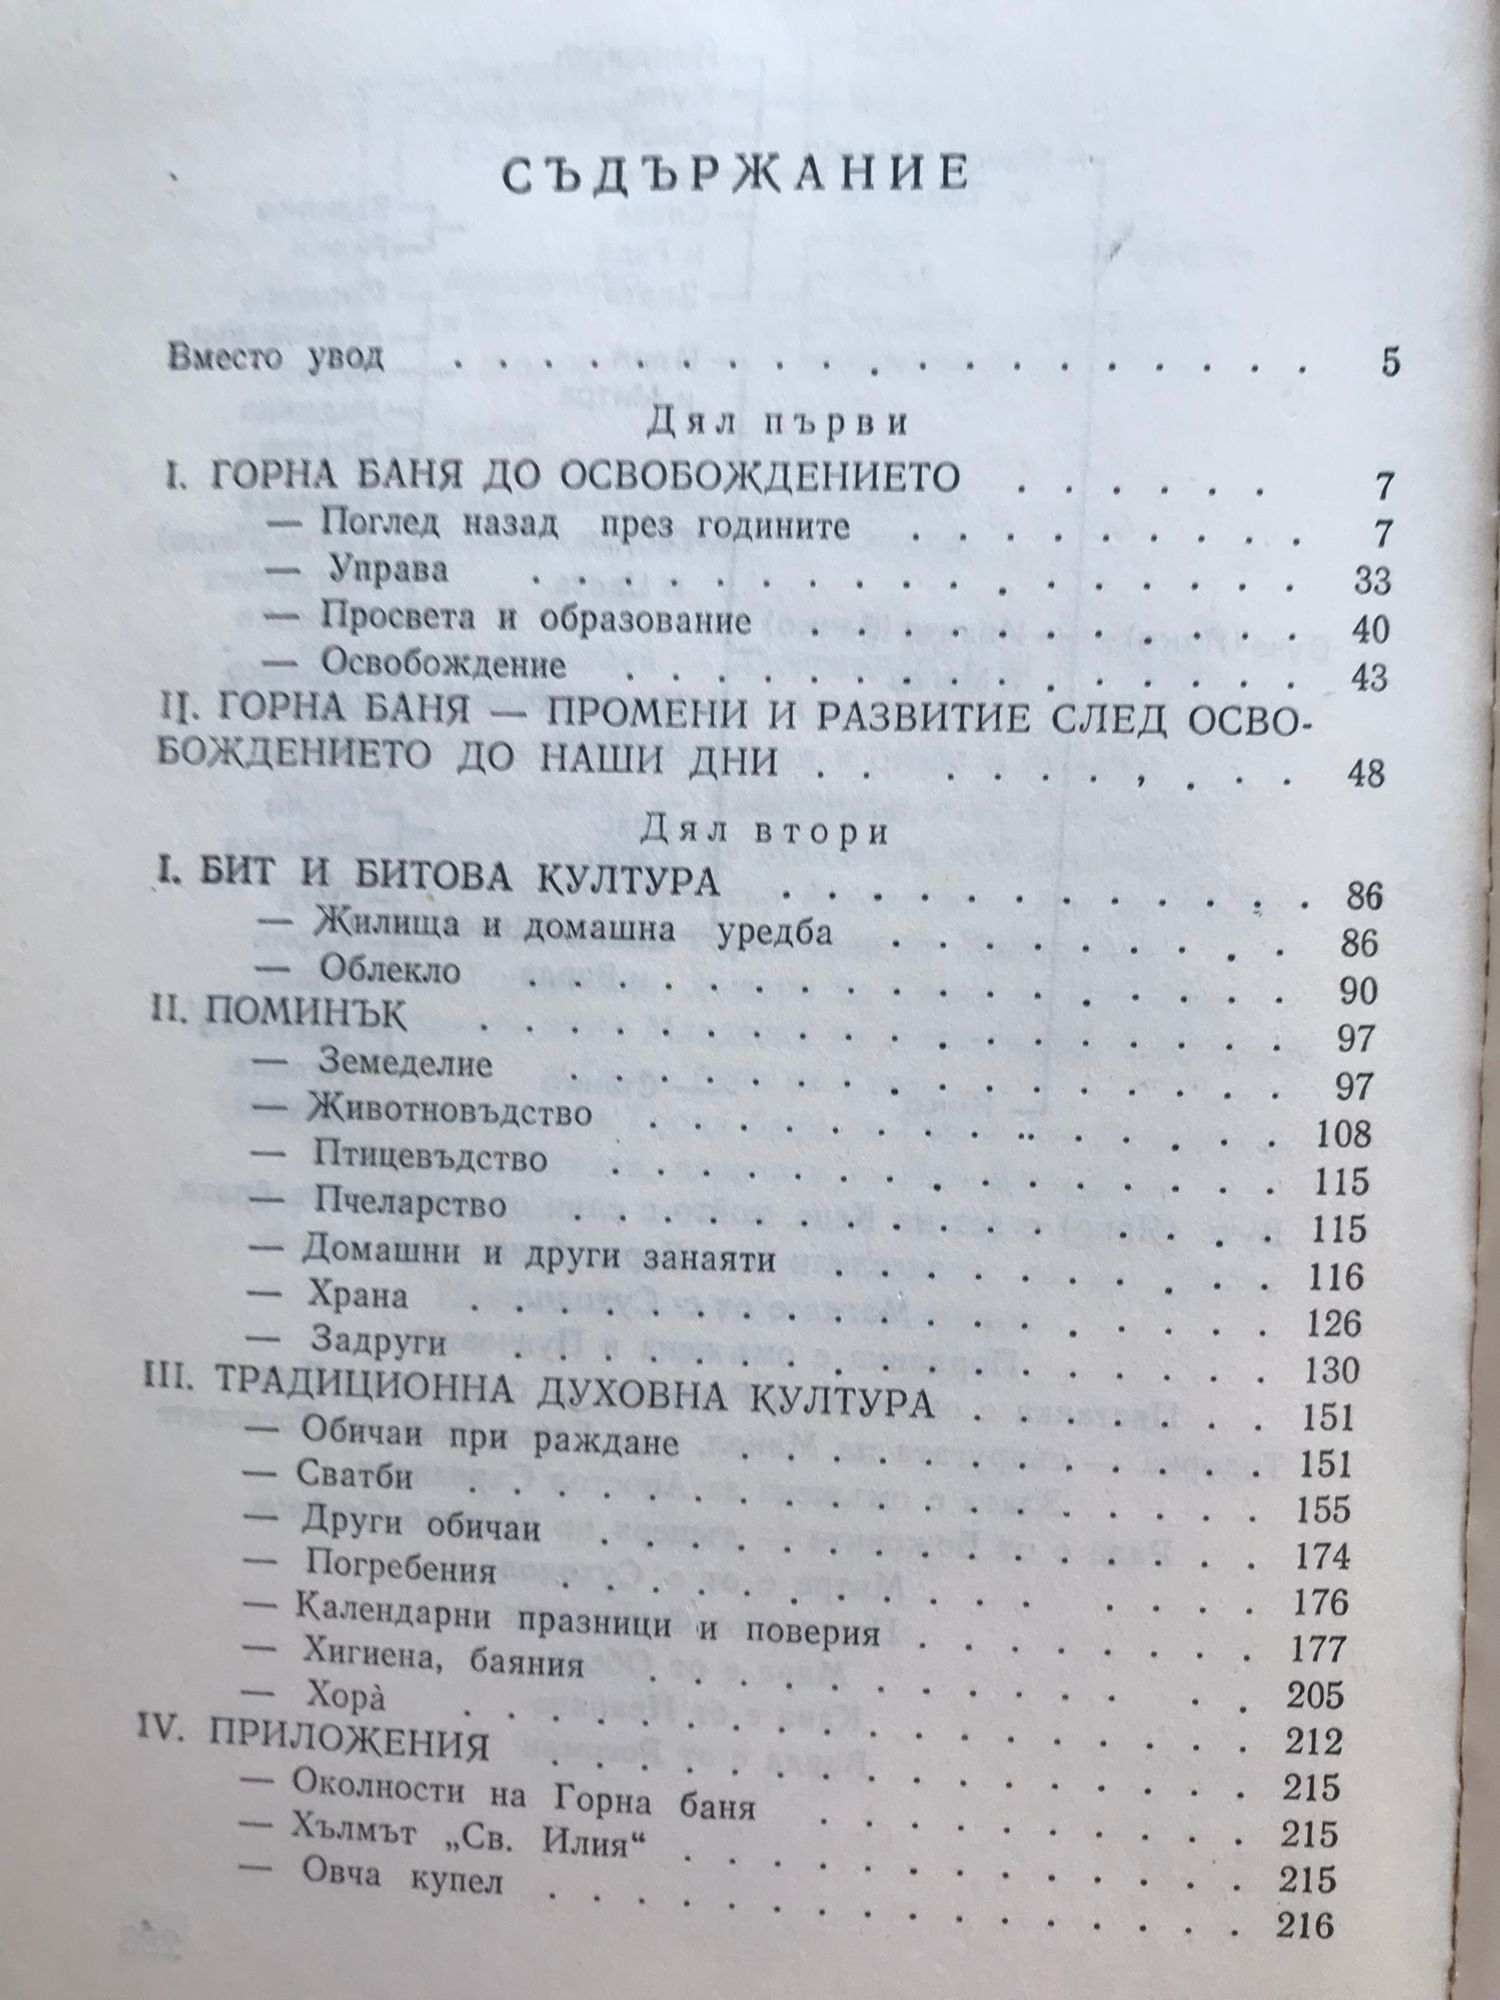 СЪДЪРЖАНИЕ
Вместо увод . . . . . . . . . . . . . . . . . . . 5
Дял първи
I. ГОРНА БАНЯ ДО ОСВОБОЖДЕНИЕТО . . . . . . 7
— Поглед назад през годините . . . . . . . . . 7
— Управа . . . . . . . . . . . . . . . . . 33
— Просвета и образование . . . . . . . . . . . 40
— Освобождение . . . . . . . . . . . . . . . 43
II. ГОРНА БАНЯ — ПРОМЕНИ И РАЗВИТИЕ СЛЕД ОСВО-
БОЖДЕНИЕТО ДО НАШИ ДНИ . . . . . . , . . . 48
Дял втори
I. БИТ И БИТОВА КУЛТУРА . . . . . . . . . . . . 86
— Жилища и домашна уредба . . . . . . . . . 86
— Облекло . . . . . . . . . . . . . . . . . 90
II. ПОМИНЪК . . . . . . . . . . . . . . . . . . 97
— Земеделие . . . . . . . . . . . . . . . . 97
— Животновъдство . . . . . . . . . . . . . . 108
— Птицевъдство . . . . . . . . . . . . . . . 115
— Пчеларство . . . . . . . . . . . . . . . . 115
— Домашни и други занаяти . . . . . . . . . . 116
— Храна . . . . . . . . . . . . . . . . . . 126
— Задруги . . . . . . . . . . . . . . . . . 130
III. ТРАДИЦИОННА ДУХОВНА КУЛТУРА . . . . . . . 151
— Обичаи при раждане . . . . . . . . . . . . 151
— Сватби . . . . . . . . . . . . . . . . . . 155
— Други обичаи . . . . . . . . . . . . . . . 174
— Погребения . . . . . . . . . . . . . . . 176
— Календарни празници и поверия . . . . . . . . 177
— Хигиена, баяния . . . . . . . . . . . . . 205
— Хорà . . . . . . . . . . . . . . . . . . 212
IV. ПРИЛОЖЕНИЯ . . . . . . . . . . . . . . . . 215
— Околности на Горна баня . . . . . . . . . . 215
— Хълмът „Св. Илия“ . . . . . . . . . . . . . 215
— Овча купел . . . . . . . . . . . . . . . . 216